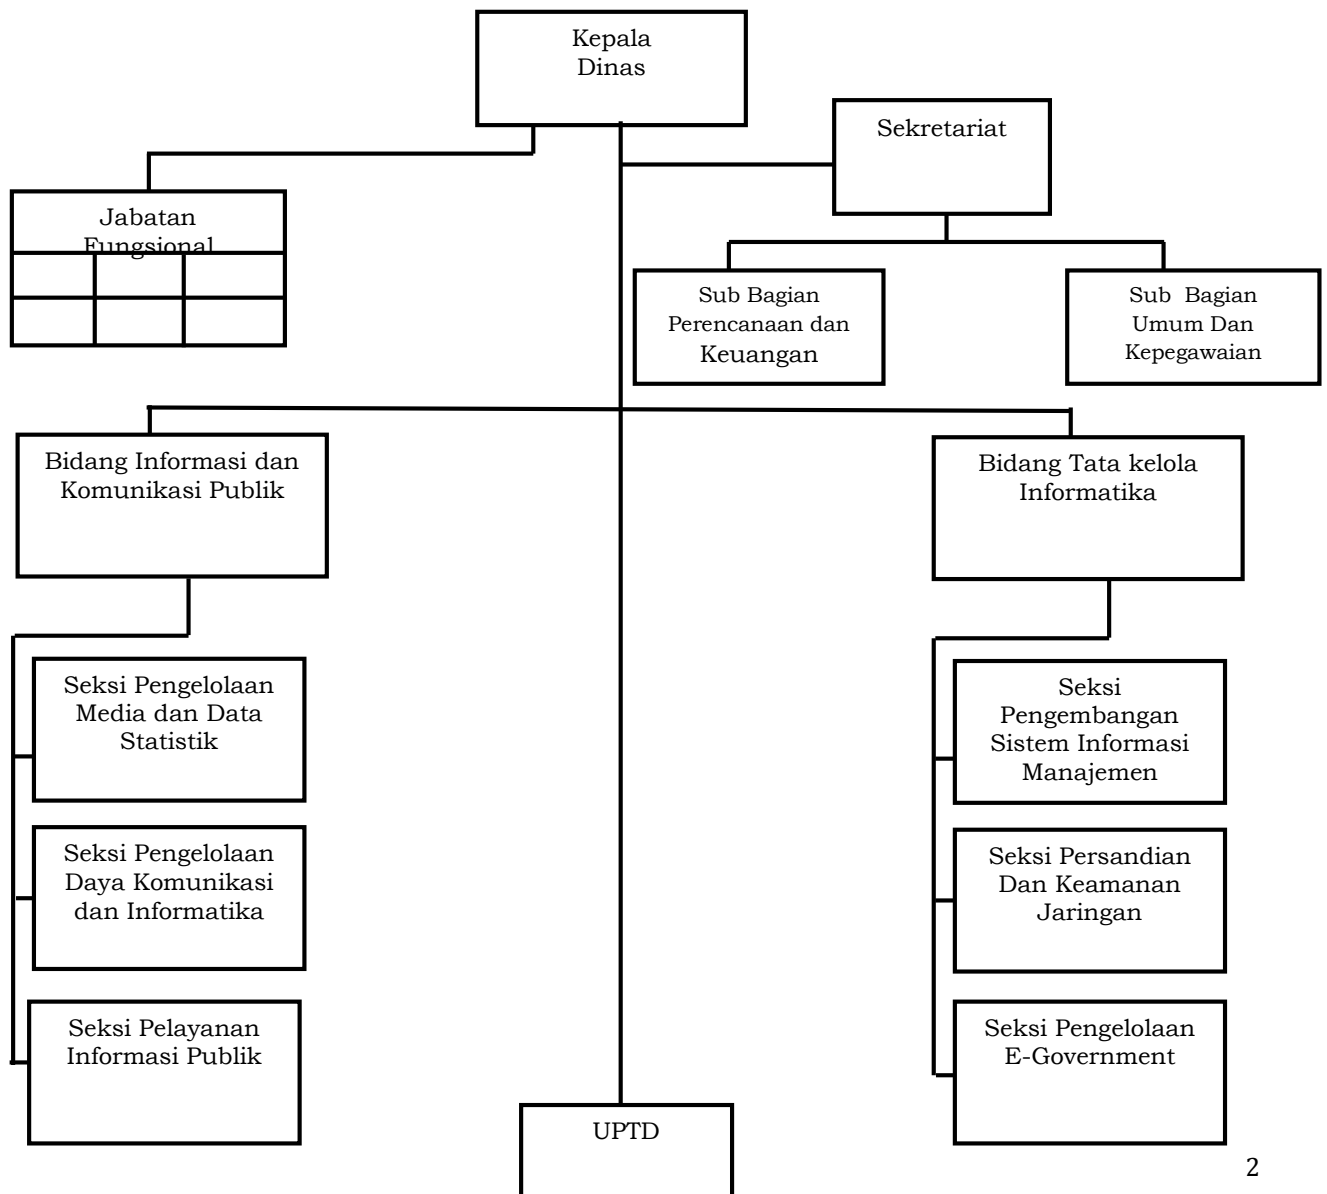 Kepala
Dinas
Sekretariat
Jabatan
Fungsional
Sub Bagian
Perencanaan dan
Keuangan
Sub Bagian
Umum Dan
Kepegawaian
Bidang Informasi dan
Komunikasi Publik
Bidang Tata kelola
Informatika
Seksi Pengelolaan
Media dan Data
Statistik
Seksi
Pengembangan
Sistem Informasi
Manajemen
Seksi Pengelolaan
Daya Komunikasi
dan Informatika
Seksi Persandian
Dan Keamanan
Jaringan
Seksi Pelayanan
Informasi Publik
Seksi Pengelolaan
E-Government
UPTD
2